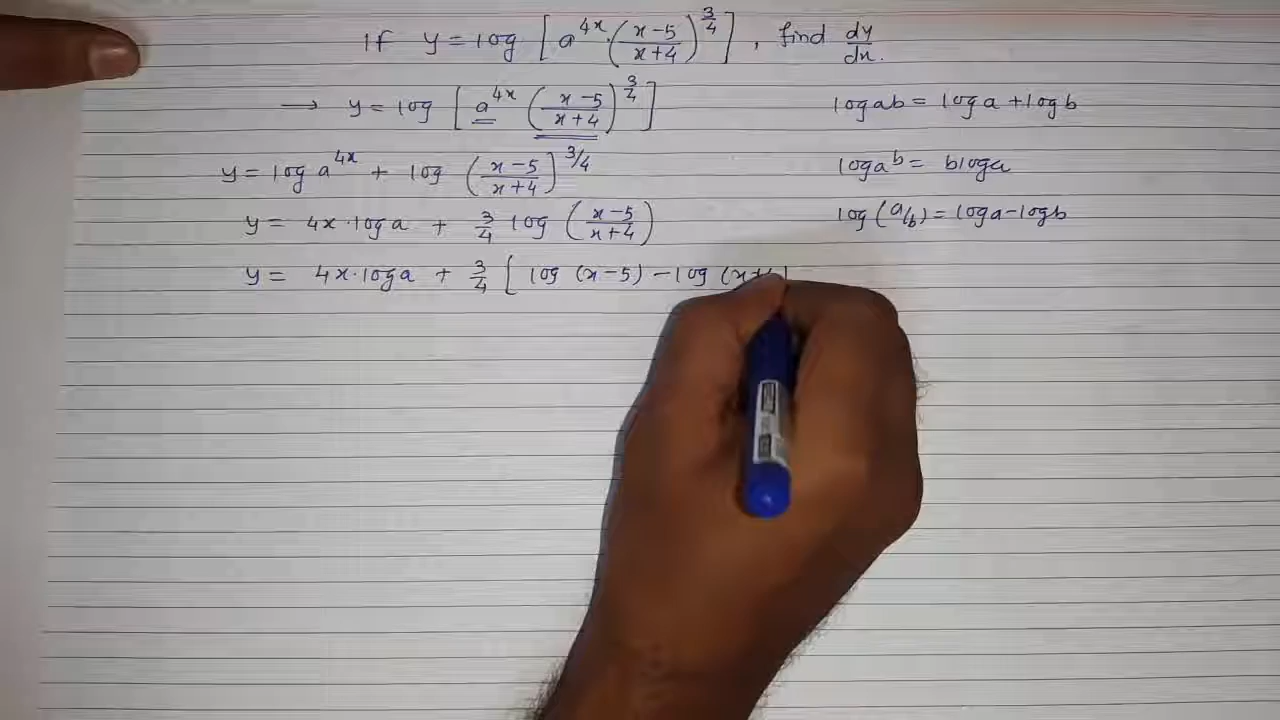 If y = log [ a^4x · ( x-5 / x+4 )^3/4 ] , find dy/dx.
→ y = log [ a^4x ( x-5 / x+4 )^3/4 ]
log ab = log a + log b
y = log a^4x + log ( x-5 / x+4 )^3/4
log a^b = b log a
y = 4x · log a + 3/4 log ( x-5 / x+4 )
log (a/b) = log a - log b
y = 4x · log a + 3/4 [ log (x-5) - log (x+4)